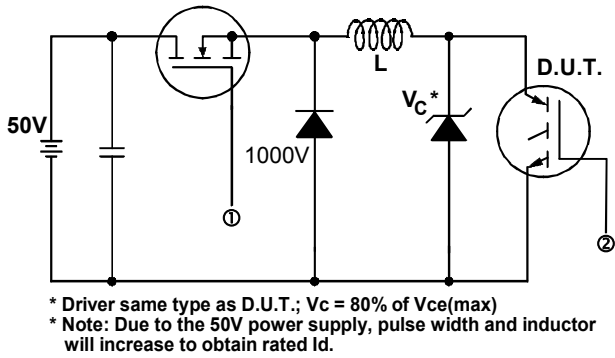 50V
L
D.U.T.
VC*
1000V
①
②
* Driver same type as D.U.T.; Vc = 80% of Vce(max)
* Note: Due to the 50V power supply, pulse width and inductor
will increase to obtain rated Id.